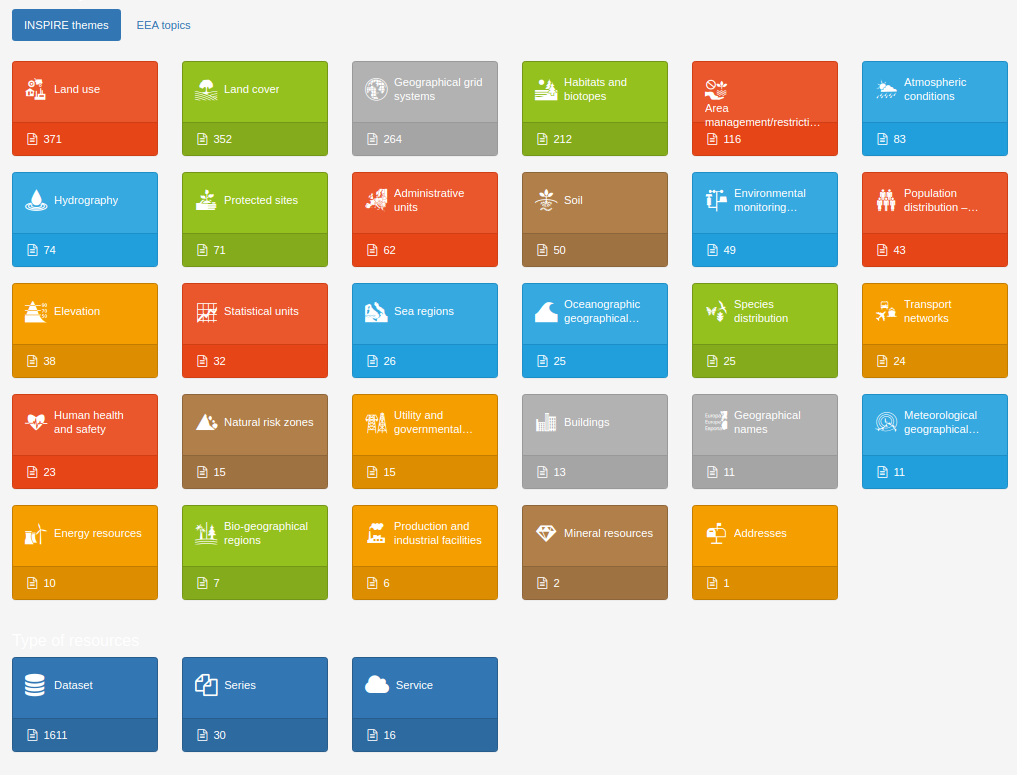 INSPIRE themes EEA topics
Land use
Land cover
Geographical grid
systems
Habitats and
biotopes
Area
management/restricti…
Atmospheric
conditions
371
352
264
212
116
83
Hydrography
Protected sites
Administrative
units
Soil
Environmental
monitoring…
Population
distribution –…
74
71
62
50
49
43
Elevation
Statistical units
Sea regions
Oceanographic
geographical…
Species
distribution
Transport
networks
38
32
26
25
25
24
Human health
and safety
Natural risk zones
Utility and
governmental…
Buildings
Geographical
names
Meteorological
geographical…
23
15
15
13
11
11
Energy resources
Bio-geographical
regions
Production and
industrial facilities
Mineral resources
Addresses
10
7
6
2
1
Type of resources
Dataset
Series
Service
1611
30
16